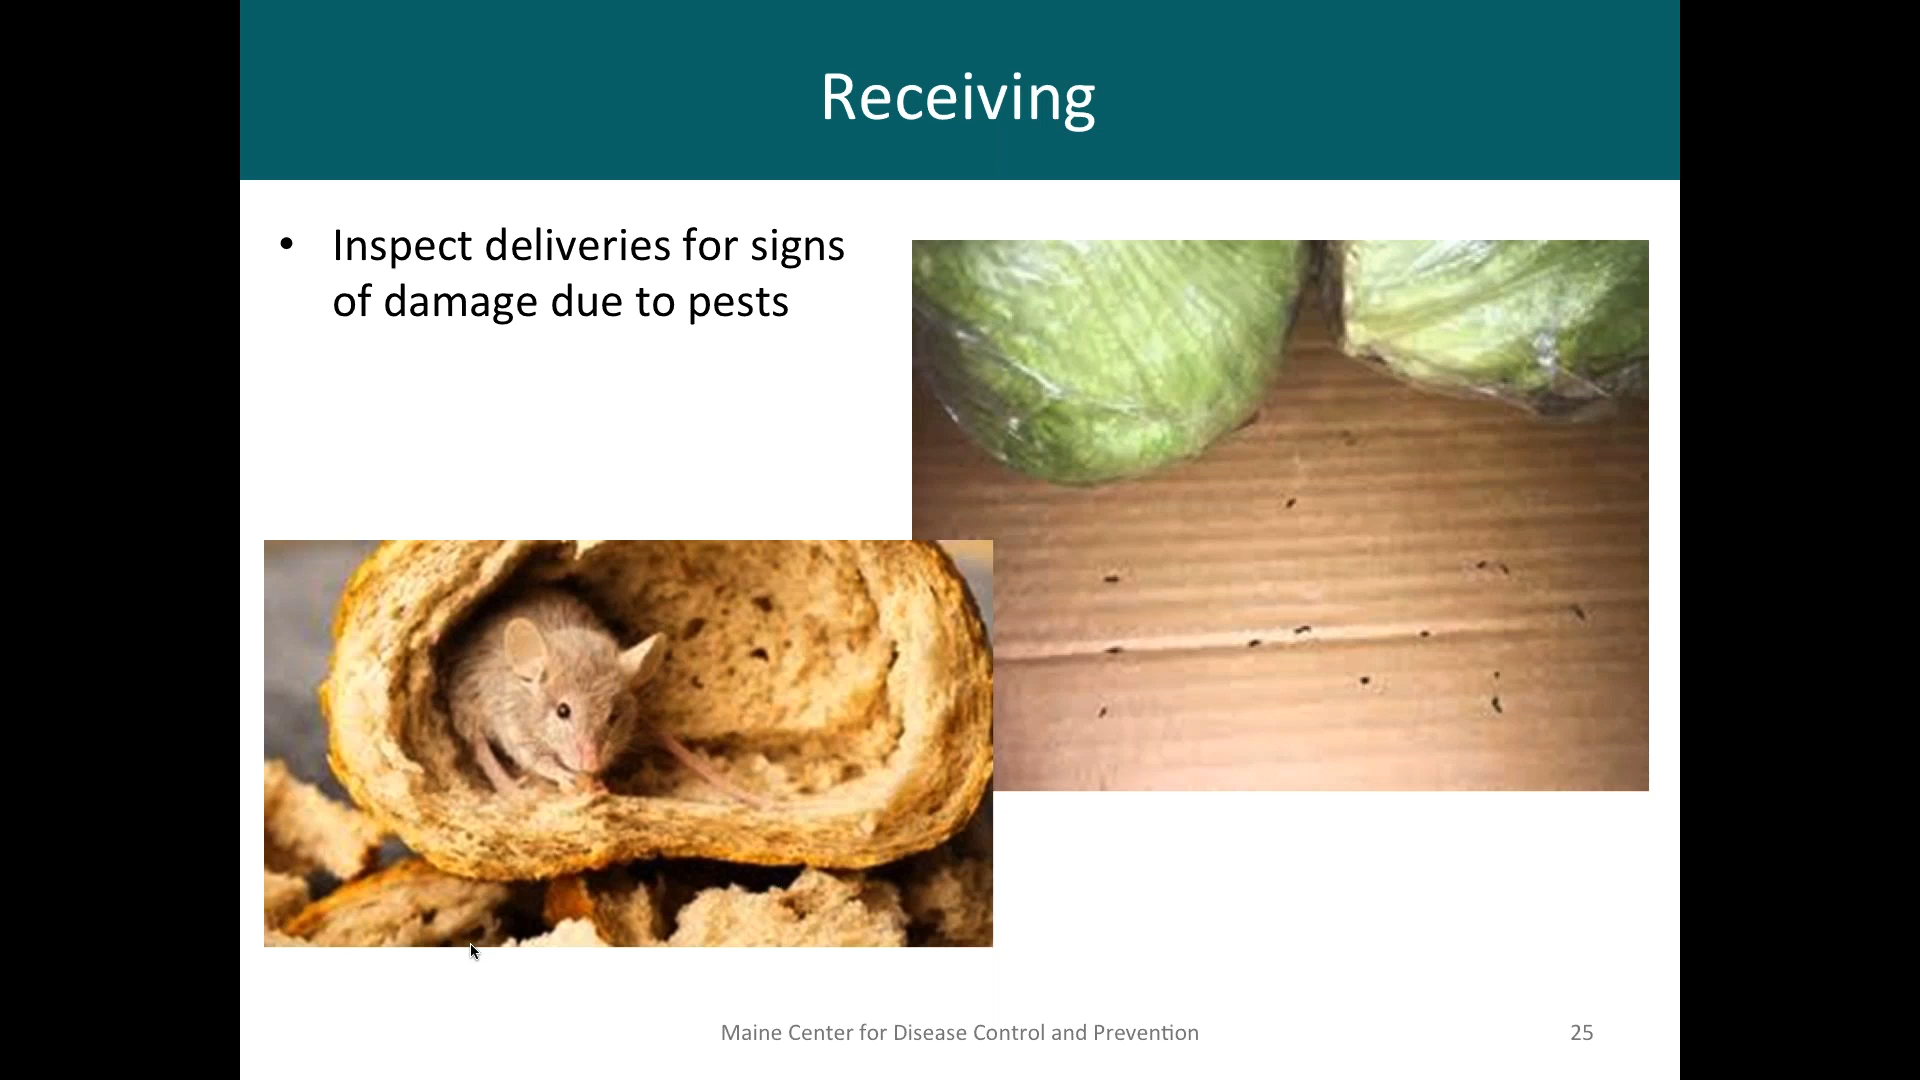 Receiving
• Inspect deliveries for signs
of damage due to pests
Maine Center for Disease Control and Prevention
25